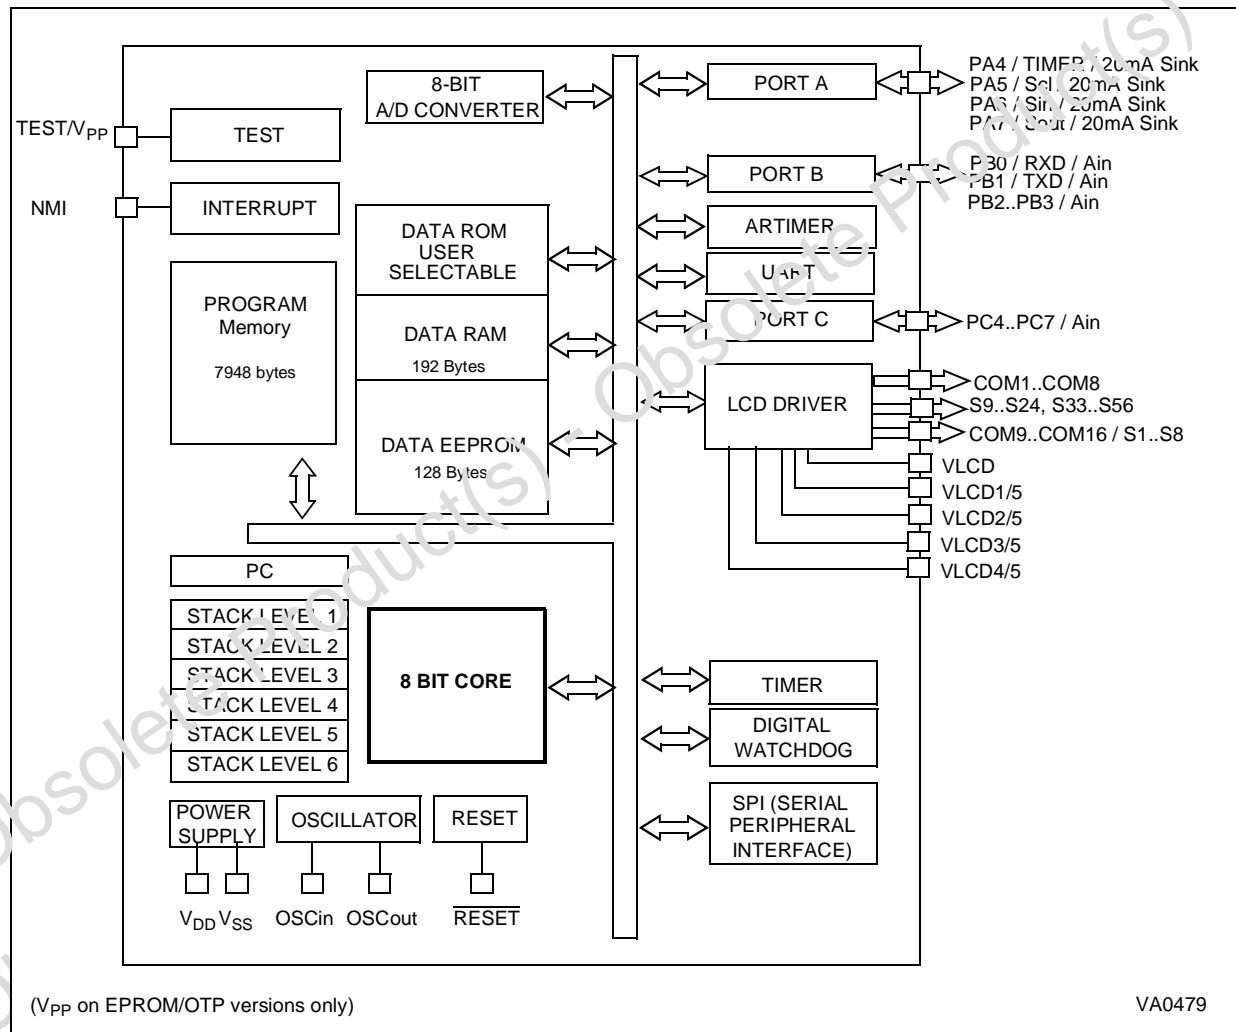 8-BIT
A/D CONVERTER
PORT A
PA4 / TIMER / 20mA Sink
PA5 / Scl / 20mA Sink
PA6 / Sin / 20mA Sink
PA7 / Sout / 20mA Sink
TEST/VPP
TEST
PORT B
PB0 / RXD / Ain
PB1 / TXD / Ain
PB2..PB3 / Ain
NMI
INTERRUPT
DATA ROM
USER
SELECTABLE
ARTIMER
UART
PROGRAM
Memory
7948 bytes
DATA RAM
192 Bytes
PORT C
PC4..PC7 / Ain
LCD DRIVER
COM1..COM8
S9..S24, S33..S56
COM9..COM16 / S1..S8
DATA EEPROM
128 Bytes
VLCD
VLCD1/5
VLCD2/5
VLCD3/5
VLCD4/5
PC
STACK LEVEL 1
STACK LEVEL 2
STACK LEVEL 3
STACK LEVEL 4
STACK LEVEL 5
STACK LEVEL 6
8 BIT CORE
TIMER
DIGITAL
WATCHDOG
SPI (SERIAL
PERIPHERAL
INTERFACE)
POWER
SUPPLY
OSCILLATOR
RESET
VDD VSS
OSCin OSCout
RESET
(VPP on EPROM/OTP versions only)
VA0479
Obsolete Product(s) - Obsolete Product(s)